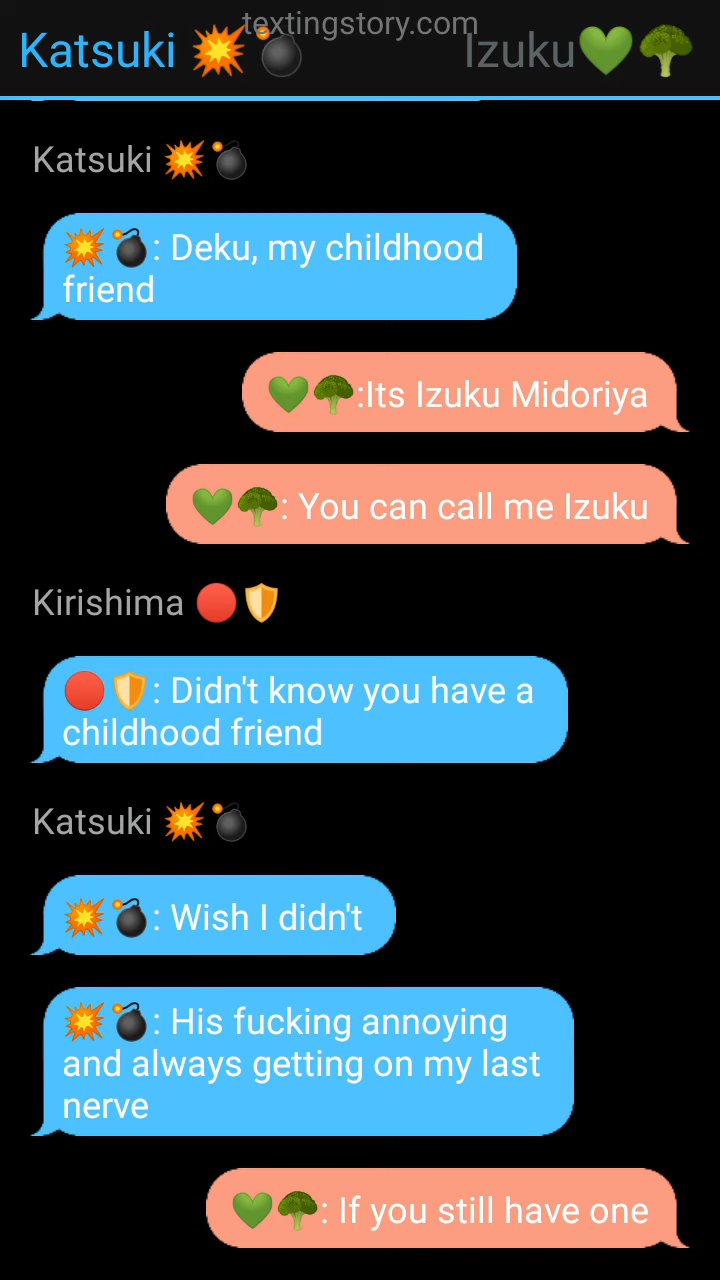 textingstory.com
Katsuki 💥💣 Izuku💚🥦
Katsuki 💥💣
💥💣: Deku, my childhood
friend
💚🥦:Its Izuku Midoriya
💚🥦: You can call me Izuku
Kirishima 🔴🛡️
🔴🛡️: Didn't know you have a
childhood friend
Katsuki 💥💣
💥💣: Wish I didn't
💥💣: His fucking annoying
and always getting on my last
nerve
💚🥦: If you still have one